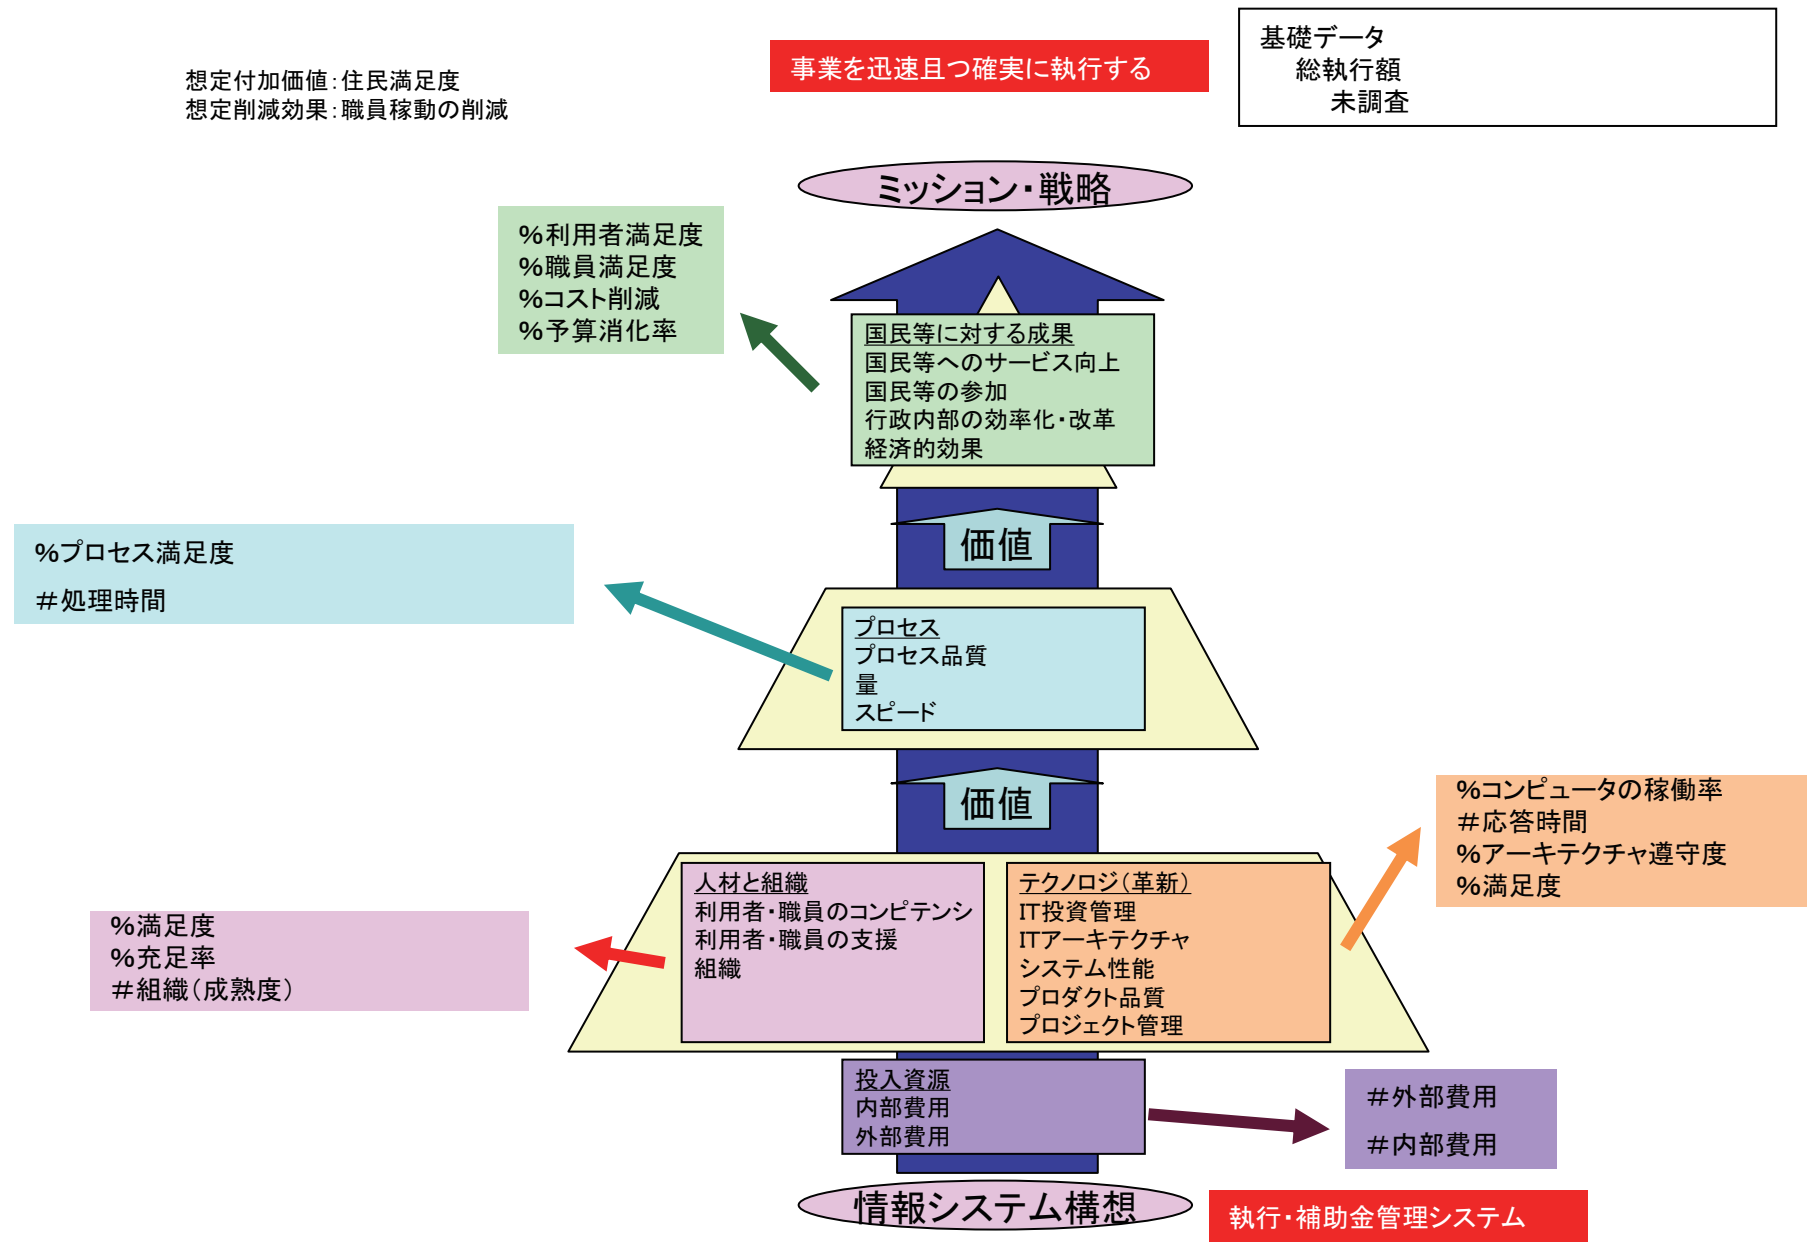 想定付加価値：住民満足度
想定削減効果：職員稼動の削減
事業を迅速且つ確実に執行する
基礎データ
総執行額
未調査
ミッション・戦略
%利用者満足度
%職員満足度
%コスト削減
%予算消化率
国民等に対する成果
国民等へのサービス向上
国民等の参加
行政内部の効率化・改革
経済的効果
価値
%プロセス満足度
＃処理時間
プロセス
プロセス品質
量
スピード
価値
%コンピュータの稼働率
＃応答時間
%アーキテクチャ遵守度
%満足度
%満足度
%充足率
＃組織（成熟度）
人材と組織
利用者・職員のコンピテンシ
利用者・職員の支援
組織
テクノロジ（革新）
IT投資管理
ITアーキテクチャ
システム性能
プロダクト品質
プロジェクト管理
投入資源
内部費用
外部費用
＃外部費用
＃内部費用
情報システム構想
執行・補助金管理システム